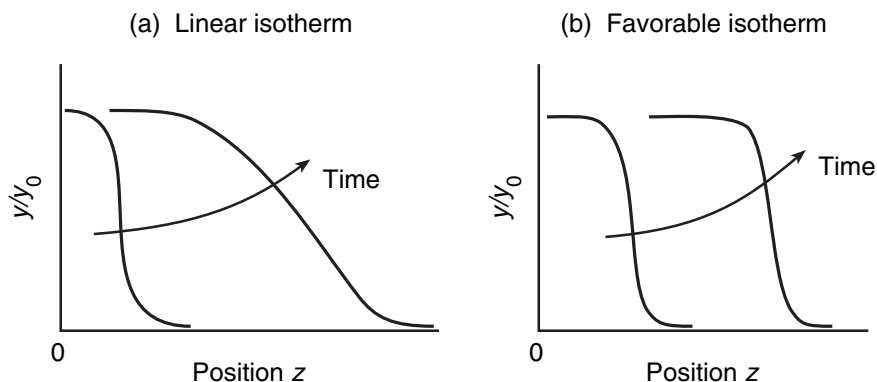 (a) Linear isotherm
y/y0
Time
0
Position z
(b) Favorable isotherm
y/y0
Time
0
Position z